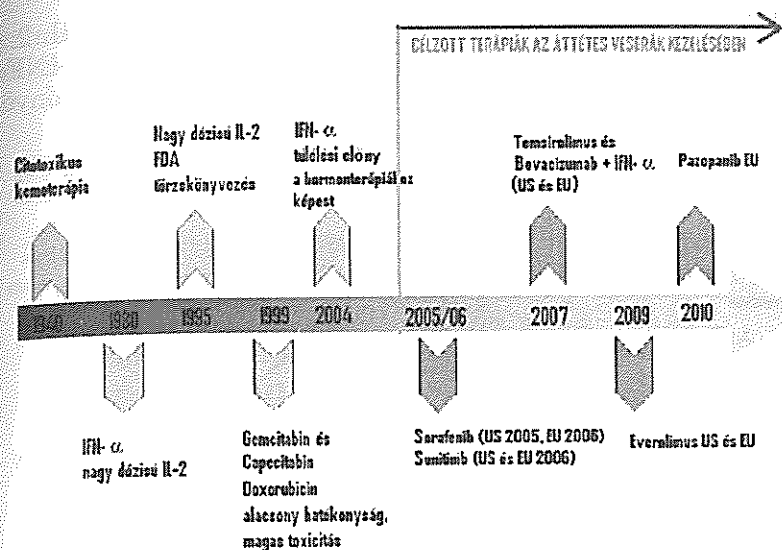 CÉLZOTT TERÁPIÁK AZ ÁTTÉTES VESERÁK KEZELÉSÉBEN
Citotoxikus
kemoterápia
Nagy dózisú IL-2
FDA
törzskönyvezés
IFN- α
túlélési előny
a hormonterápiához
képest
Temsirolimus és
Bevacizumab + IFN- α
(US és EU)
Pazopanib EU
1940 1980 1995 1999 2004 2005/06 2007 2009 2010
IFN- α
nagy dózisú IL-2
Gemcitabin és
Capecitabin
Doxorubicin
alacsony hatékonyság,
magas toxicitás
Sorafenib (US 2005, EU 2006)
Sunitinib (US és EU 2006)
Everolimus US és EU